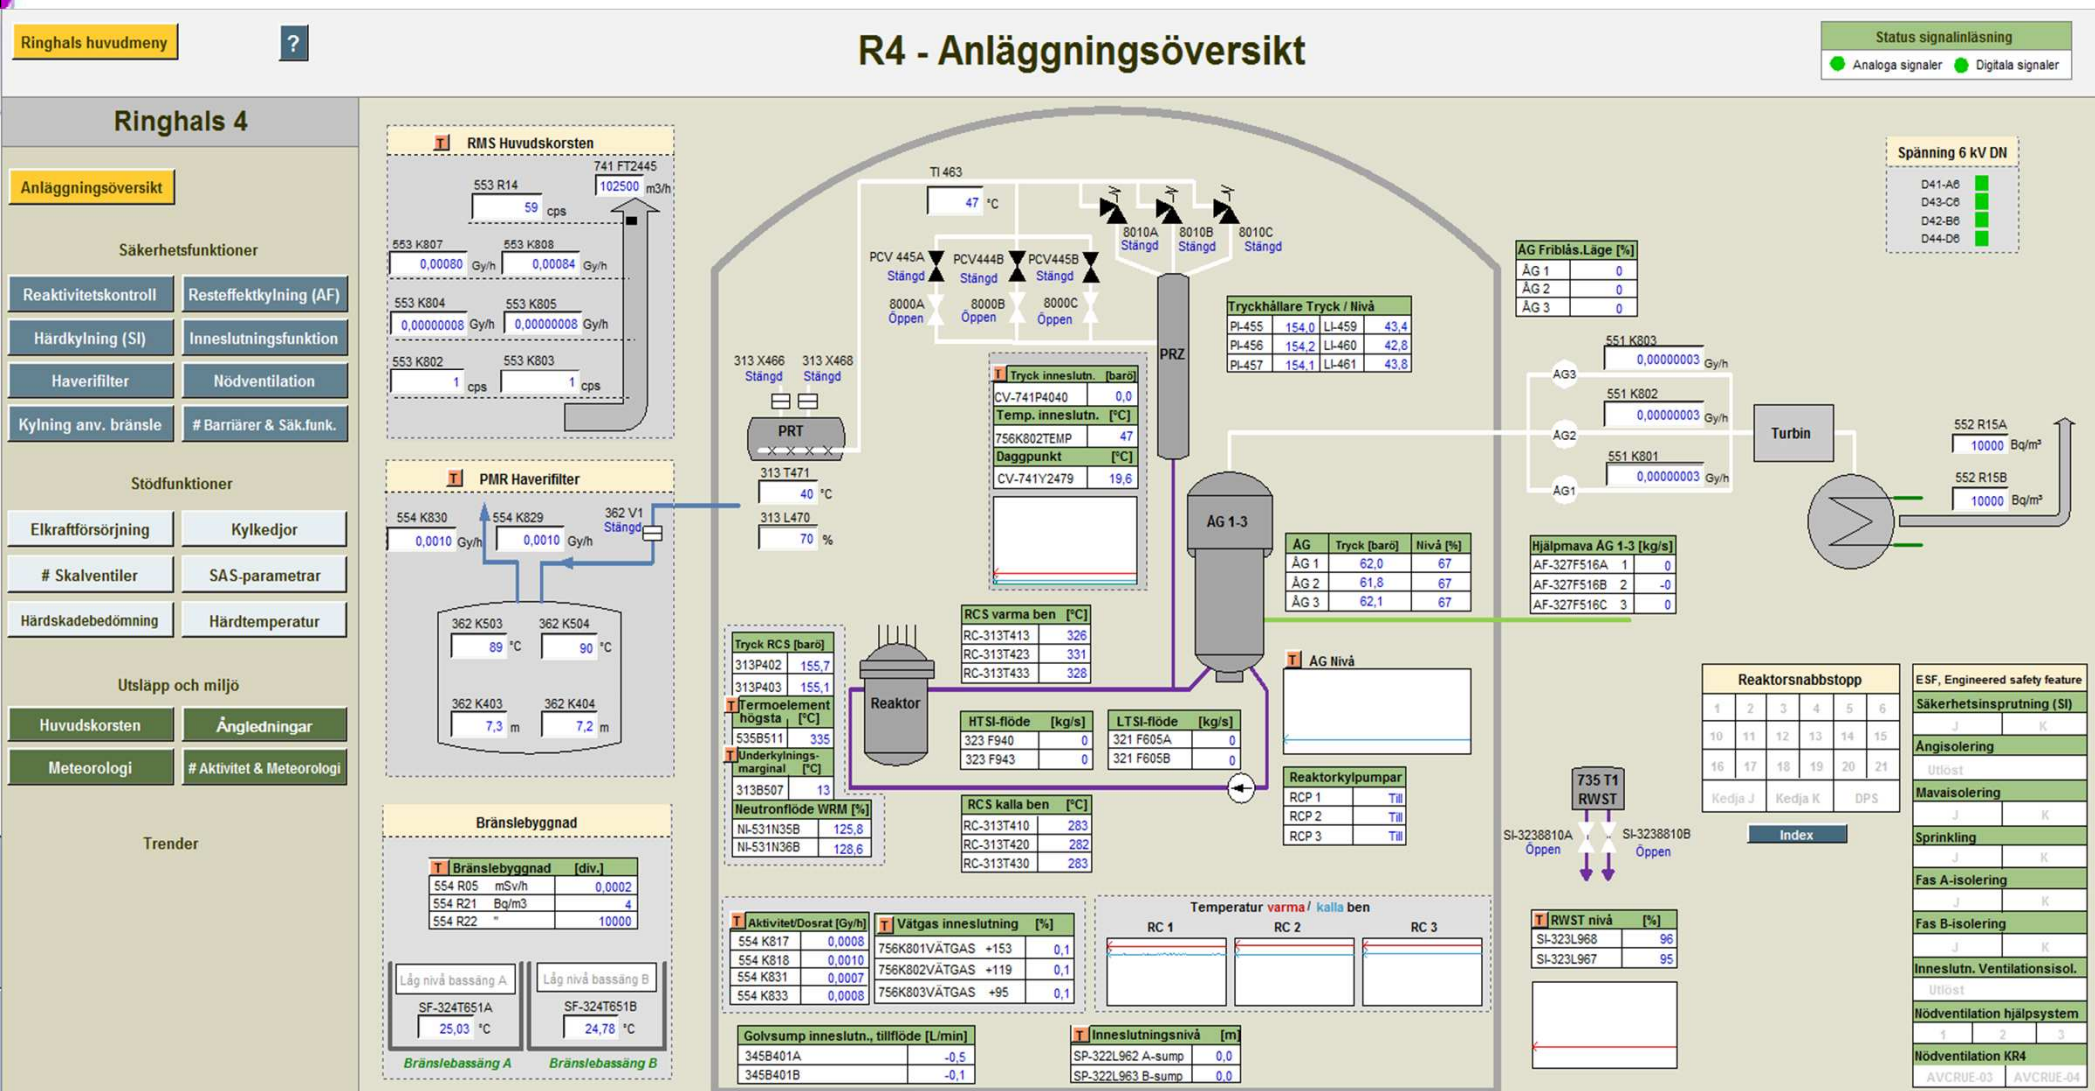 Ringhals huvudmeny
?
R4 - Anläggningsöversikt
Status signalinläsning
Analoga signaler Digitala signaler
Ringhals 4
Anläggningsöversikt
Säkerhetsfunktioner
Reaktivitetskontroll Resteffektkylning (AF)
Härdkylning (SI) Inneslutningsfunktion
Haverifilter Nödventilation
Kylning anv. bränsle # Barriärer & Säk.funk.
Stödfunktioner
Elkraftförsörjning Kylkedjor
# Skalventiler SAS-parametrar
Härdskadebedömning Härdtemperatur
Utsläpp och miljö
Huvudskorsten Ångledningar
Meteorologi # Aktivitet & Meteorologi
Trender
T RMS Huvudskorsten
741 FT2445
102500 m3/h
553 R14
59 cps
553 K807 553 K808
0,00080 Gy/h 0,00084 Gy/h
553 K804 553 K805
0,00000008 Gy/h 0,00000008 Gy/h
553 K802 553 K803
1 cps 1 cps
T PMR Haverifilter
554 K830 554 K829
0,0010 Gy/h 0,0010 Gy/h
362 V1
Stängd
362 K503 362 K504
89 °C 90 °C
362 K403 362 K404
7,3 m 7,2 m
Bränslebyggnad
T Bränslebyggnad [div.]
554 R05 mSv/h 0,0002
554 R21 Bq/m3 4
554 R22 " 10000
Låg nivå bassäng A Låg nivå bassäng B
SF-324T651A SF-324T651B
25,03 °C 24,78 °C
Bränslebassäng A Bränslebassäng B
TI 463
47 °C
8010A 8010B 8010C
Stängd Stängd Stängd
PCV 445A PCV444B PCV445B
Stängd Stängd Stängd
8000A 8000B 8000C
Öppen Öppen Öppen
313 X466 313 X468
Stängd Stängd
PRT
313 T471
40 °C
313 L470
70 %
PRZ
Tryckhållare Tryck / Nivå
PI-455 154,0 LI-459 43,4
PI-456 154,2 LI-460 42,8
PI-457 154,1 LI-461 43,8
T Tryck inneslutn. [barö]
CV-741P4040 0,0
Temp. inneslutn. [°C]
756K802TEMP 47
Daggpunkt [°C]
CV-741Y2479 19,6
ÅG 1-3
ÅG Tryck [barö] Nivå [%]
ÅG 1 62,0 67
ÅG 2 61,8 67
ÅG 3 62,1 67
RCS varma ben [°C]
RC-313T413 326
RC-313T423 331
RC-313T433 328
Tryck RCS [barö]
313P402 155,7
313P403 155,1
T Termoelement
högsta [°C]
535B511 335
T Underkylnings-
marginal [°C]
313B507 13
Neutronflöde WRM [%]
NI-531N35B 125,8
NI-531N36B 128,6
Reaktor
HTSI-flöde [kg/s]
323 F940 0
323 F943 0
LTSI-flöde [kg/s]
321 F605A 0
321 F605B 0
RCS kalla ben [°C]
RC-313T410 283
RC-313T420 282
RC-313T430 283
T ÅG Nivå
Reaktorkylpumpar
RCP 1 Till
RCP 2 Till
RCP 3 Till
T Aktivitet/Dosrat [Gy/h]
554 K817 0,0008
554 K818 0,0010
554 K831 0,0007
554 K833 0,0008
T Vätgas inneslutning [%]
756K801VÄTGAS +153 0,1
756K802VÄTGAS +119 0,1
756K803VÄTGAS +95 0,1
Temperatur varma / kalla ben
RC 1 RC 2 RC 3
Golvsump inneslutn., tillflöde [L/min]
345B401A -0,5
345B401B -0,1
T Inneslutningsnivå [m]
SP-322L962 A-sump 0,0
SP-322L963 B-sump 0,0
Spänning 6 kV DN
D41-A6
D43-C6
D42-B6
D44-D6
ÅG Friblås.Läge [%]
ÅG 1 0
ÅG 2 0
ÅG 3 0
551 K803
ÅG3 0,00000003 Gy/h
551 K802
ÅG2 0,00000003 Gy/h
551 K801
ÅG1 0,00000003 Gy/h
Turbin
552 R15A
10000 Bq/m³
552 R15B
10000 Bq/m³
Hjälpmava ÅG 1-3 [kg/s]
AF-327F516A 1 0
AF-327F516B 2 -0
AF-327F516C 3 0
735 T1
RWST
SI-3238810A SI-3238810B
Öppen Öppen
T RWST nivå [%]
SI-323L968 96
SI-323L967 95
Reaktorsnabbstopp
1 2 3 4 5 6
10 11 12 13 14 15
16 17 18 19 20 21
Kedja J Kedja K DPS
Index
ESF, Engineered safety feature
Säkerhetsinsprutning (SI)
J K
Ångisolering
Utlöst
Mavaisolering
J K
Sprinkling
J K
Fas A-isolering
J K
Fas B-isolering
J K
Inneslutn. Ventilationsisol.
Utlöst
Nödventilation hjälpsystem
1 2 3
Nödventilation KR4
AVCRUE-03 AVCRUE-04